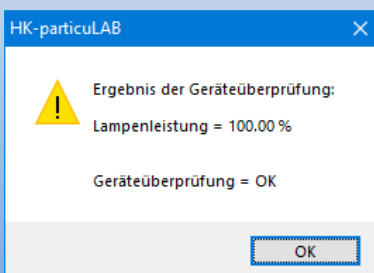 HK-particuLAB
Ergebnis der Geräteüberprüfung:
Lampenleistung = 100.00 %
Geräteüberprüfung = OK
OK